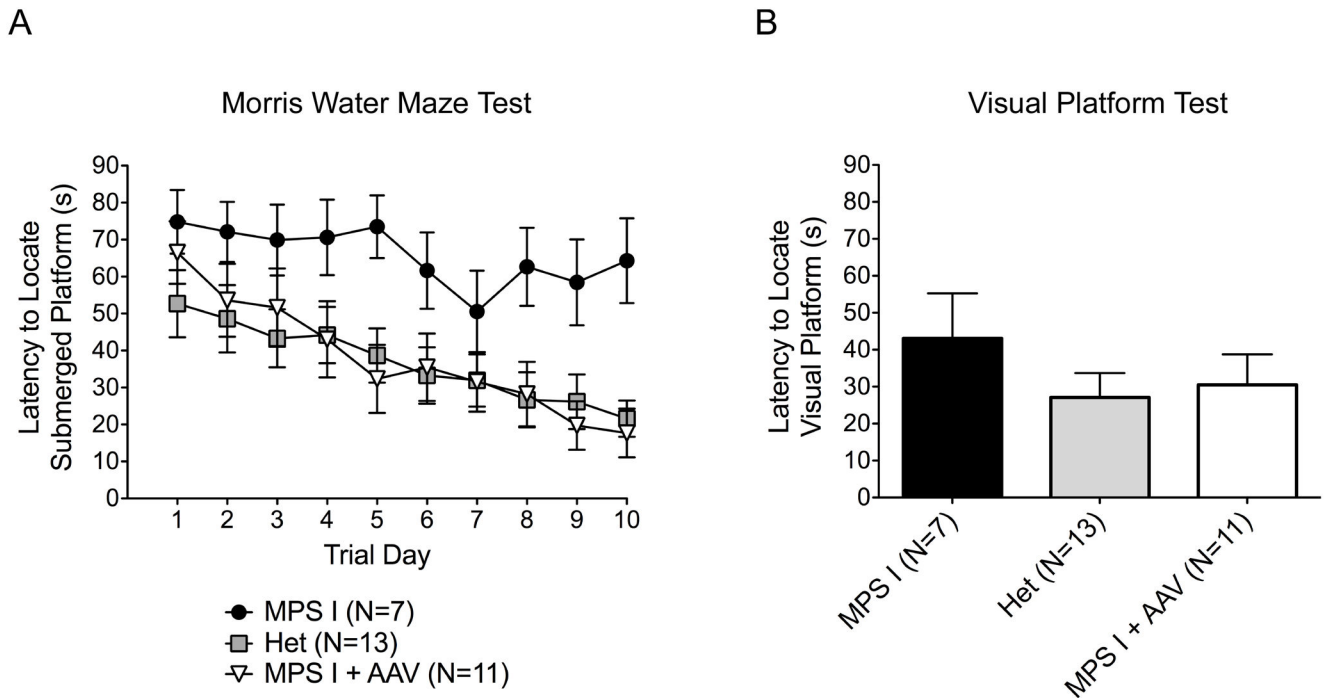 A
Morris Water Maze Test
Latency to Locate
Submerged Platform (s)
90
80
70
60
50
40
30
20
10
0
1 2 3 4 5 6 7 8 9 10
Trial Day
MPS I (N=7)
Het (N=13)
MPS I + AAV (N=11)
B
Visual Platform Test
Latency to Locate
Visual Platform (s)
90
80
70
60
50
40
30
20
10
0
MPS I (N=7)
Het (N=13)
MPS I + AAV (N=11)